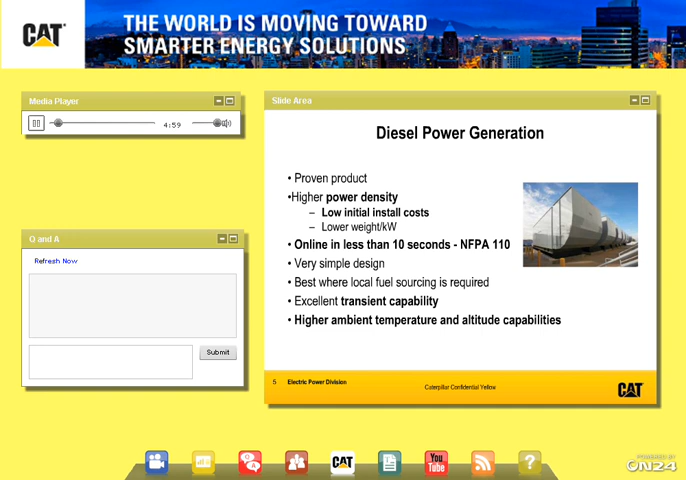 CAT
THE WORLD IS MOVING TOWARD
SMARTER ENERGY SOLUTIONS
Media Player
4:59
Q and A
Refresh Now
Submit
Slide Area
Diesel Power Generation
• Proven product
•Higher power density
– Low initial install costs
– Lower weight/kW
• Online in less than 10 seconds - NFPA 110
• Very simple design
• Best where local fuel sourcing is required
• Excellent transient capability
• Higher ambient temperature and altitude capabilities
5 Electric Power Division
Caterpillar Confidential Yellow
CAT
Q A
CAT
You
Tube
?
POWERED BY
ON24